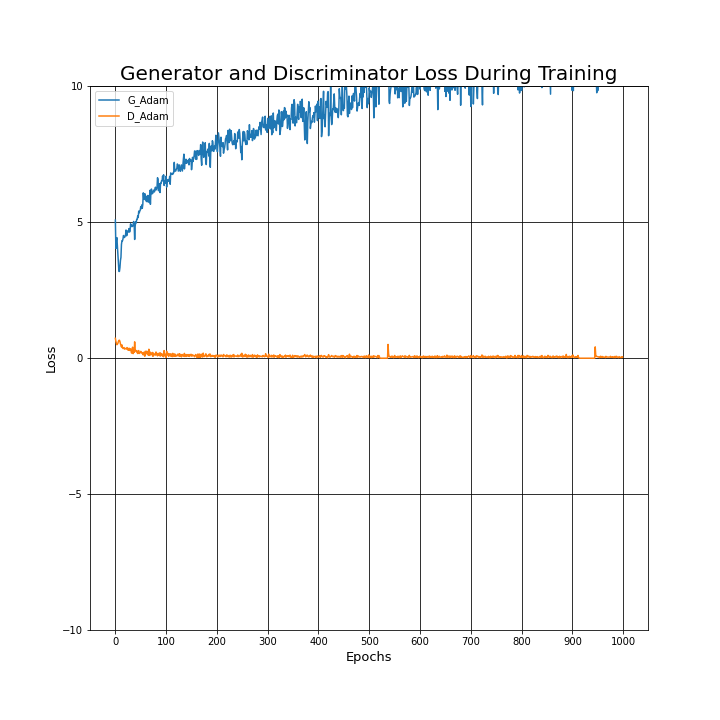 Generator and Discriminator Loss During Training
G_Adam
D_Adam
10
5
0
−5
−10
Loss
0 100 200 300 400 500 600 700 800 900 1000
Epochs